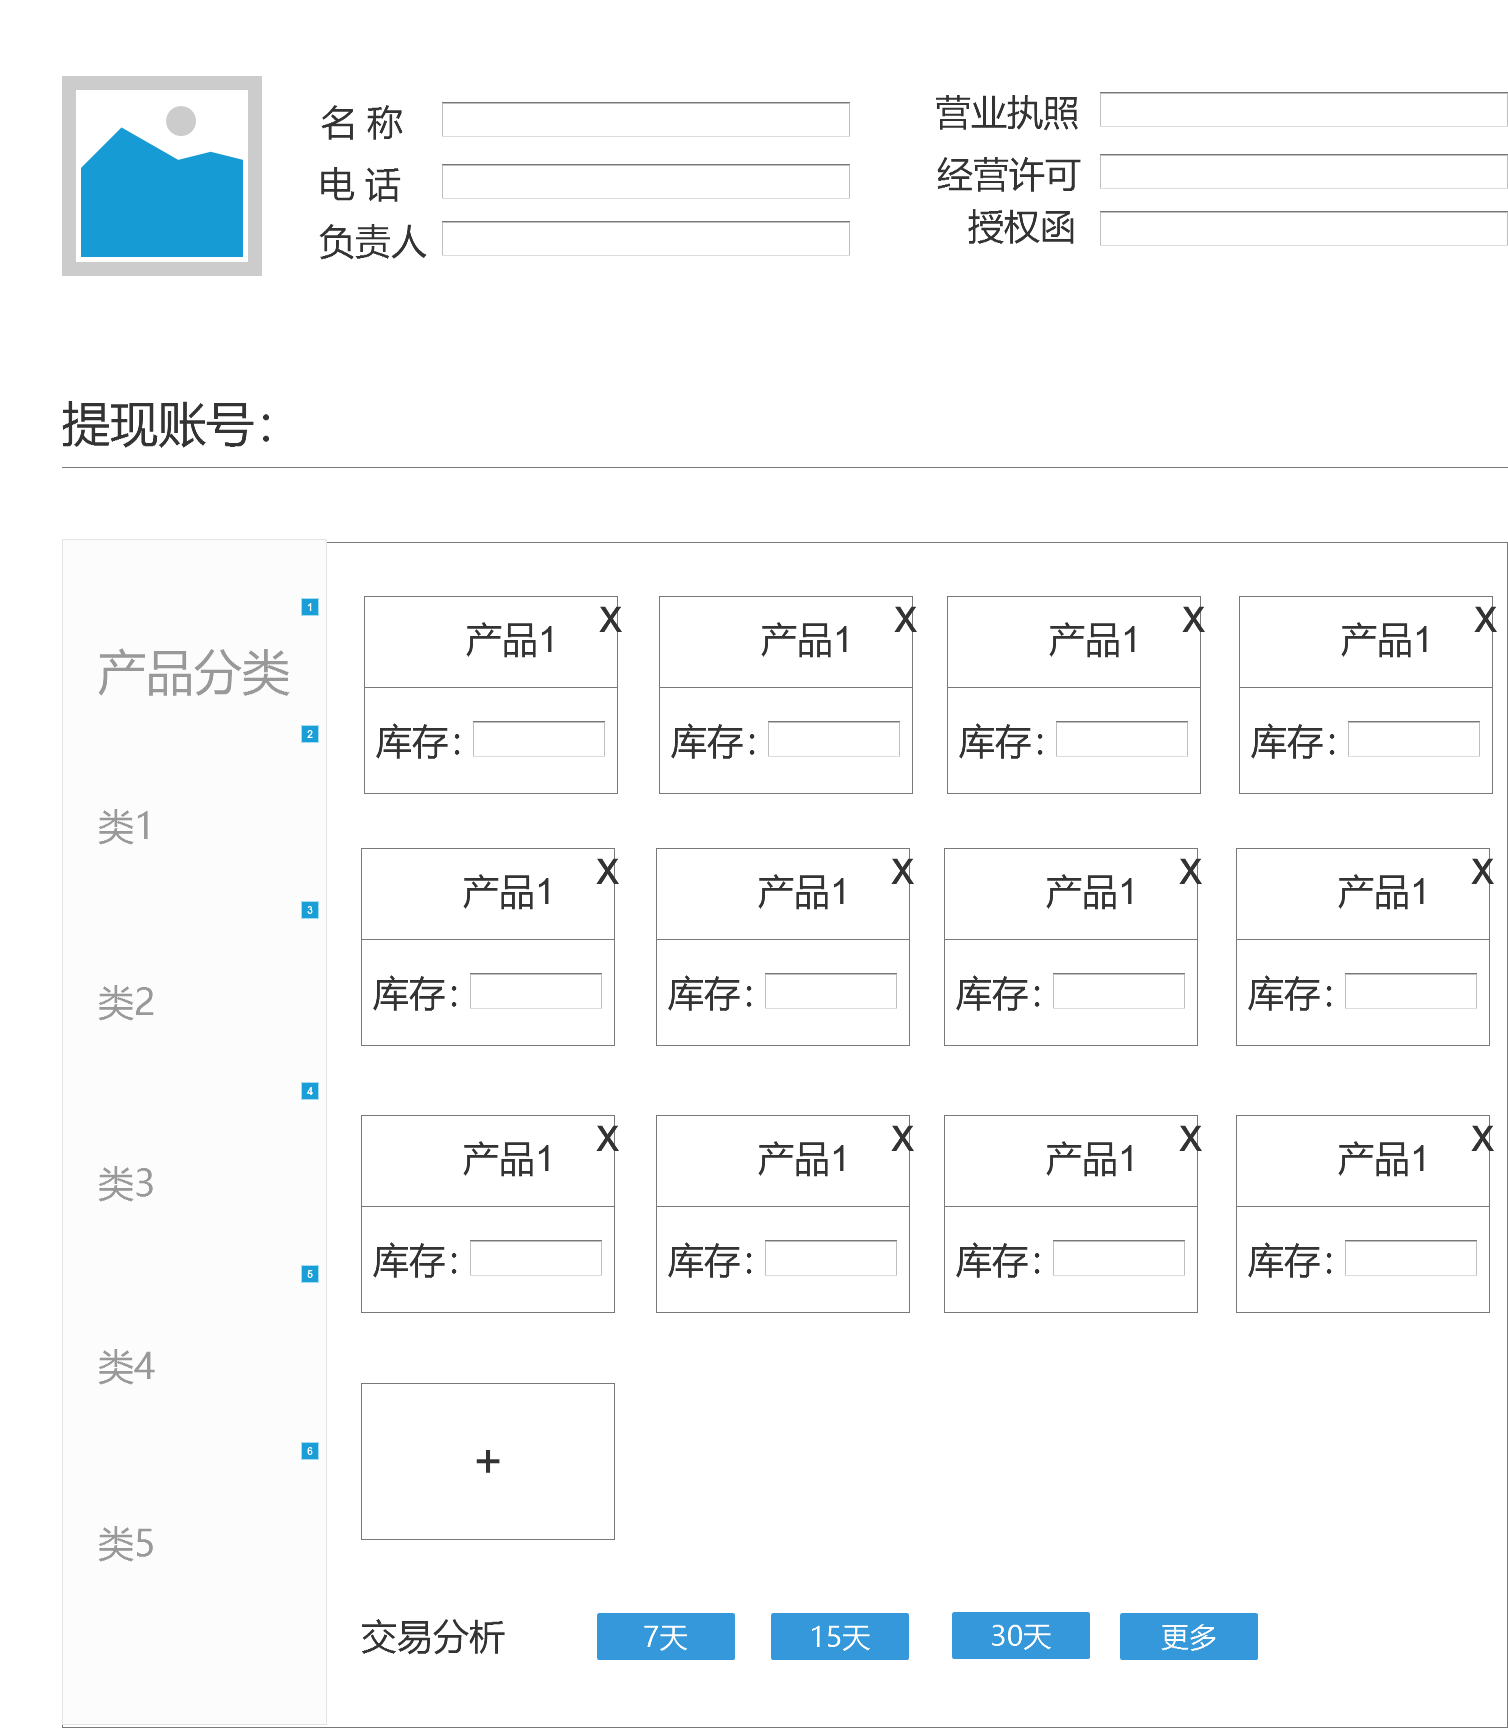 名 称
电 话
负责人
营业执照
经营许可
授权函
提现账号：
1
产品分类
2
类1
3
类2
4
类3
5
类4
6
类5
产品1 X 产品1 X 产品1 X 产品1 X
库存： 库存： 库存： 库存：
产品1 X 产品1 X 产品1 X 产品1 X
库存： 库存： 库存： 库存：
产品1 X 产品1 X 产品1 X 产品1 X
库存： 库存： 库存： 库存：
+
交易分析 7天 15天 30天 更多